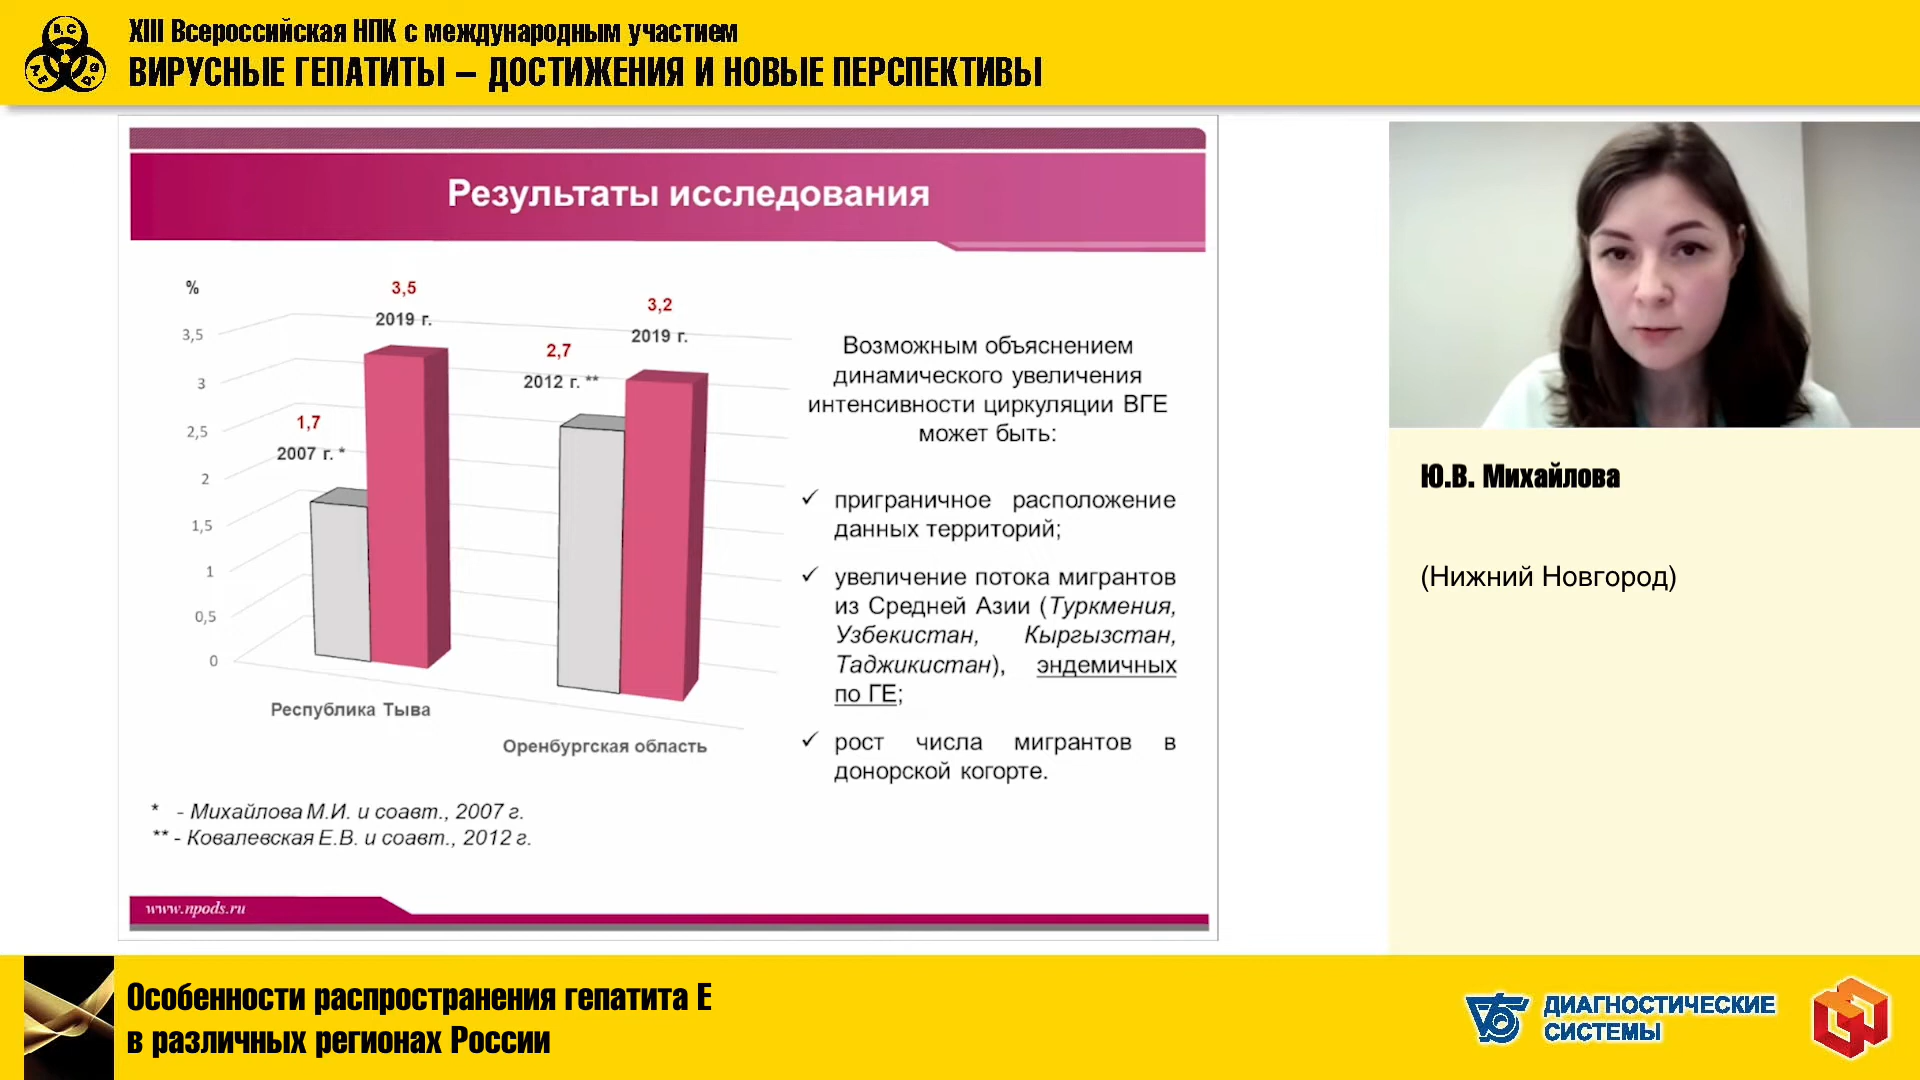 XIII Всероссийская НПК с международным участием
ВИРУСНЫЕ ГЕПАТИТЫ – ДОСТИЖЕНИЯ И НОВЫЕ ПЕРСПЕКТИВЫ
Результаты исследования
%
3,5
3
2,5
2
1,5
1
0,5
0
1,7
2007 г. *
3,5
2019 г.
2,7
2012 г. **
3,2
2019 г.
Республика Тыва
Оренбургская область
Возможным объяснением
динамического увеличения
интенсивности циркуляции ВГЕ
может быть:
✓ приграничное расположение
данных территорий;
✓ увеличение потока мигрантов
из Средней Азии (Туркмения,
Узбекистан, Кыргызстан,
Таджикистан), эндемичных
по ГЕ;
✓ рост числа мигрантов в
донорской когорте.
* - Михайлова М.И. и соавт., 2007 г.
** - Ковалевская Е.В. и соавт., 2012 г.
www.npods.ru
Ю.В. Михайлова
(Нижний Новгород)
Особенности распространения гепатита Е
в различных регионах России
ДИАГНОСТИЧЕСКИЕ
СИСТЕМЫ